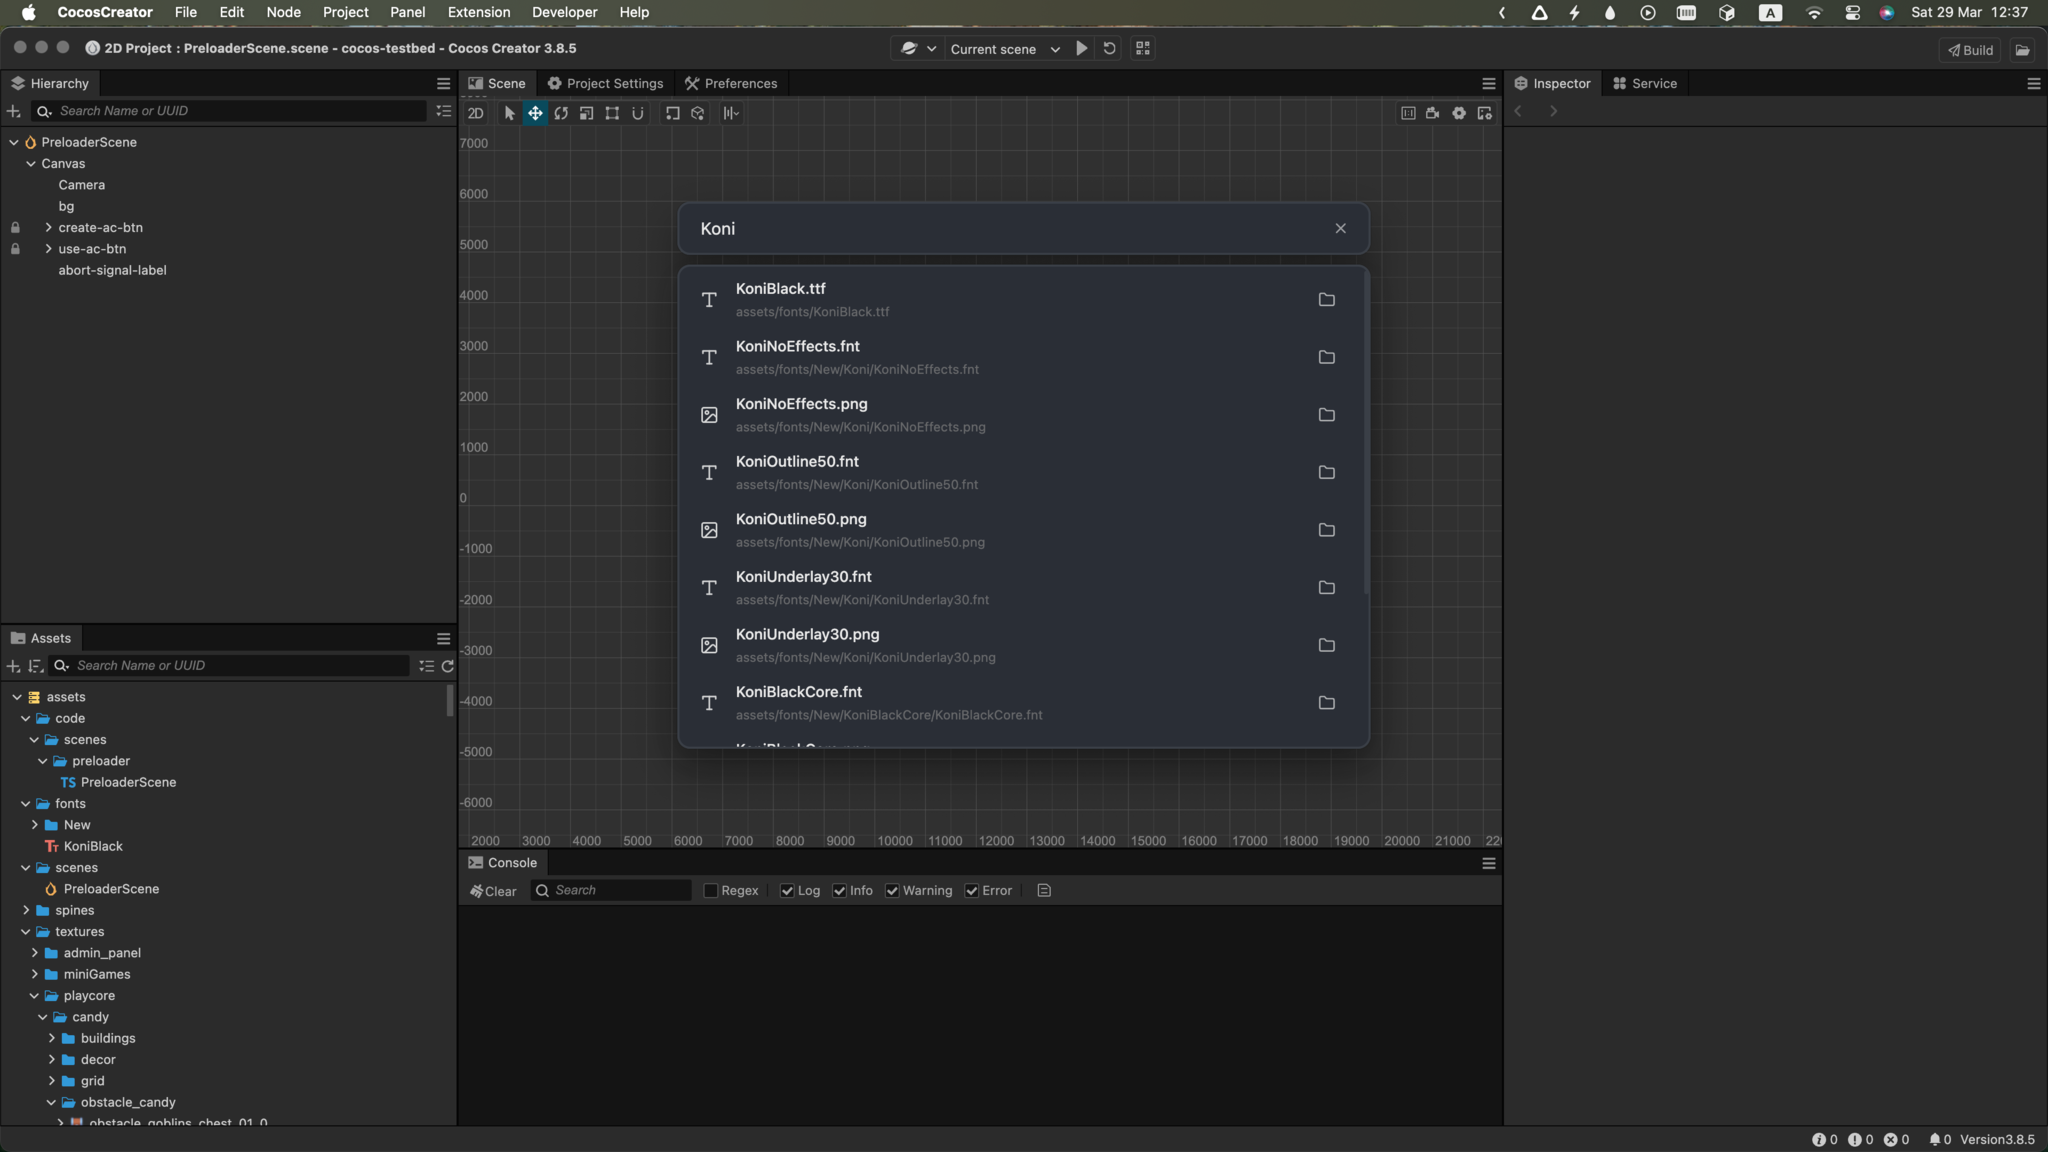 CocosCreator File Edit Node Project Panel Extension Developer Help
A Sat 29 Mar 12:37
2D Project : PreloaderScene.scene - cocos-testbed - Cocos Creator 3.8.5
Current scene
Build
Hierarchy
Search Name or UUID
PreloaderScene
Canvas
Camera
bg
create-ac-btn
use-ac-btn
abort-signal-label
Assets
Search Name or UUID
assets
code
scenes
preloader
TS PreloaderScene
fonts
New
KoniBlack
scenes
PreloaderScene
spines
textures
admin_panel
miniGames
playcore
candy
buildings
decor
grid
obstacle_candy
obstacle_goblins_chest_01_0
Scene Project Settings Preferences
2D
7000
6000
5000
4000
3000
2000
1000
0
-1000
-2000
-3000
-4000
-5000
-6000
2000 3000 4000 5000 6000 7000 8000 9000 10000 11000 12000 13000 14000 15000 16000 17000 18000 19000 20000 21000
Koni
KoniBlack.ttf
assets/fonts/KoniBlack.ttf
KoniNoEffects.fnt
assets/fonts/New/Koni/KoniNoEffects.fnt
KoniNoEffects.png
assets/fonts/New/Koni/KoniNoEffects.png
KoniOutline50.fnt
assets/fonts/New/Koni/KoniOutline50.fnt
KoniOutline50.png
assets/fonts/New/Koni/KoniOutline50.png
KoniUnderlay30.fnt
assets/fonts/New/Koni/KoniUnderlay30.fnt
KoniUnderlay30.png
assets/fonts/New/Koni/KoniUnderlay30.png
KoniBlackCore.fnt
assets/fonts/New/KoniBlackCore/KoniBlackCore.fnt
Console
Clear Search Regex Log Info Warning Error
Inspector Service
0 0 0 0 Version3.8.5